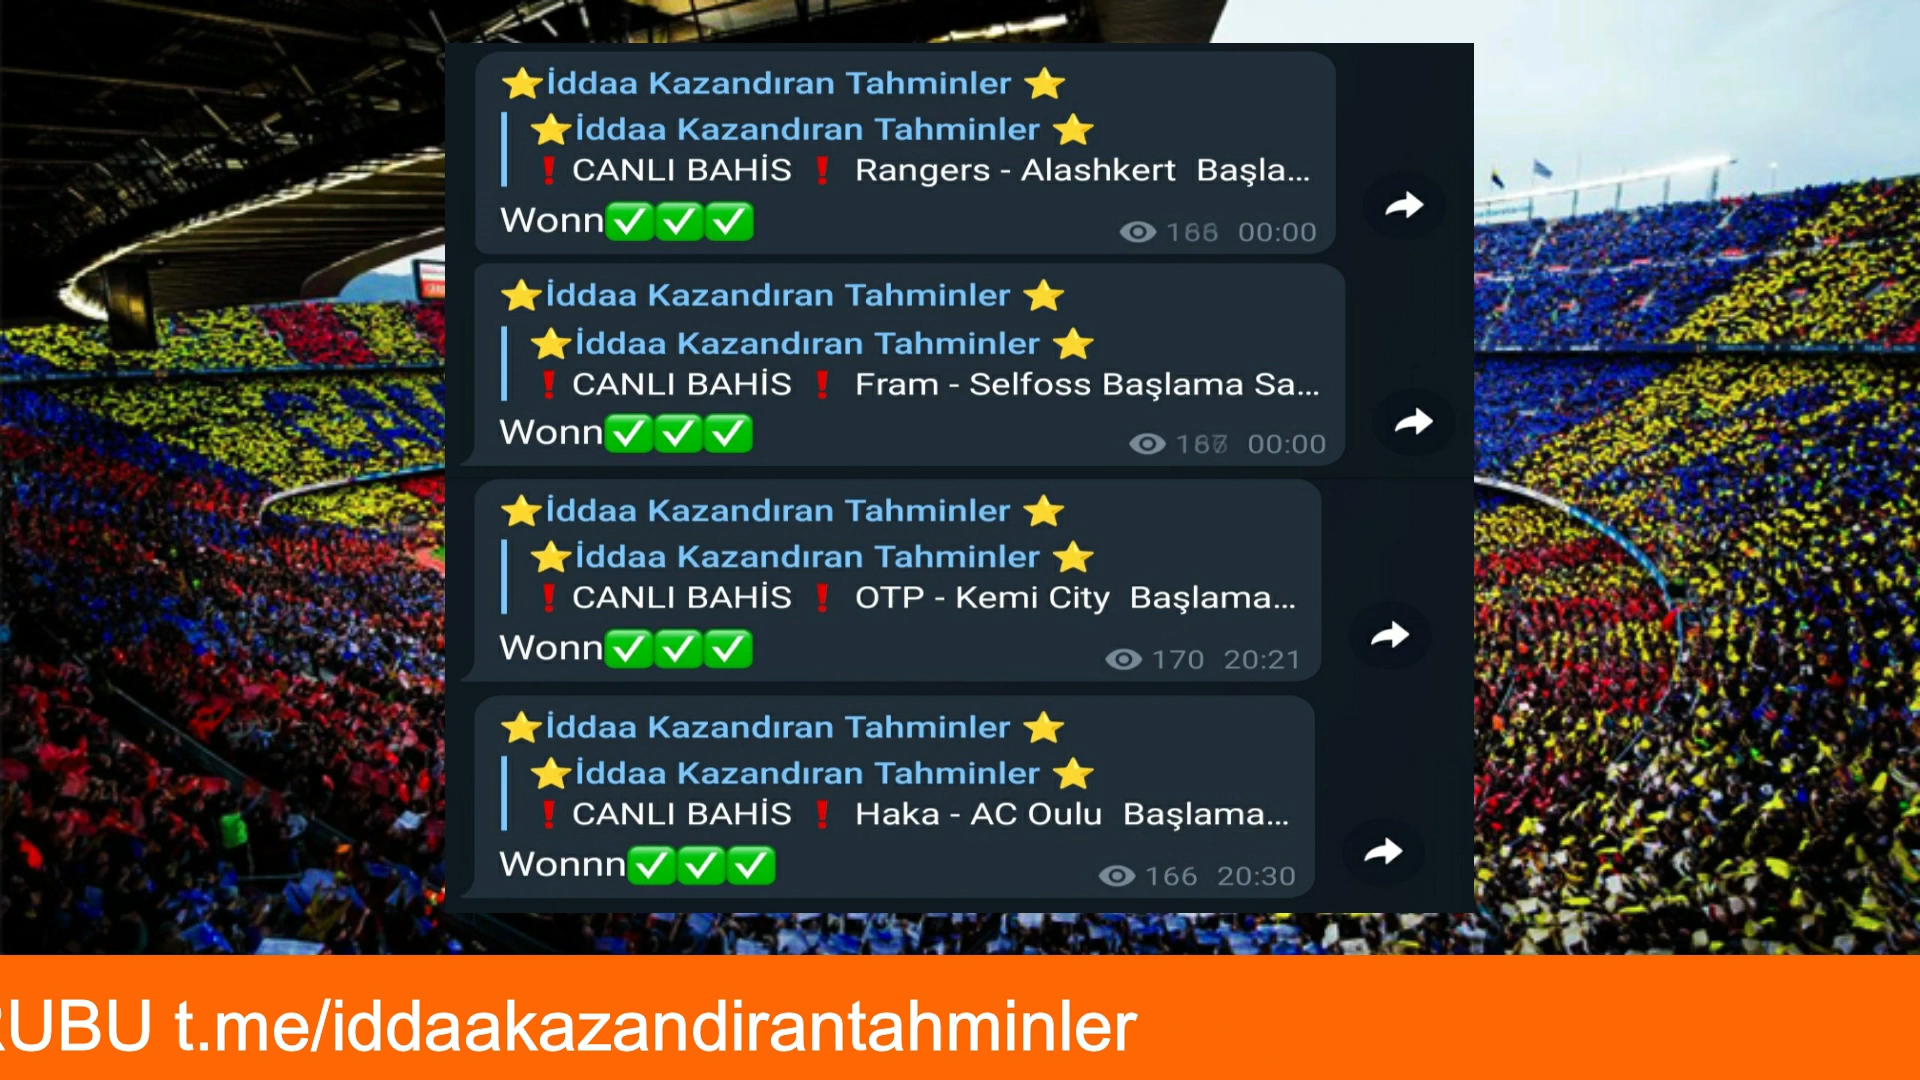 ⭐İddaa Kazandıran Tahminler ⭐
⭐İddaa Kazandıran Tahminler ⭐
❗ CANLI BAHİS ❗ Rangers - Alashkert Başla...
Wonn✅✅✅
00:00
⭐İddaa Kazandıran Tahminler ⭐
⭐İddaa Kazandıran Tahminler ⭐
❗ CANLI BAHİS ❗ Fram - Selfoss Başlama Sa...
Wonn✅✅✅
00:00
⭐İddaa Kazandıran Tahminler ⭐
⭐İddaa Kazandıran Tahminler ⭐
❗ CANLI BAHİS ❗ OTP - Kemi City Başlama...
Wonn✅✅✅
170 20:21
⭐İddaa Kazandıran Tahminler ⭐
⭐İddaa Kazandıran Tahminler ⭐
❗ CANLI BAHİS ❗ Haka - AC Oulu Başlama...
Wonnn✅✅✅
166 20:30
RUBU t.me/iddaakazandirantahminler